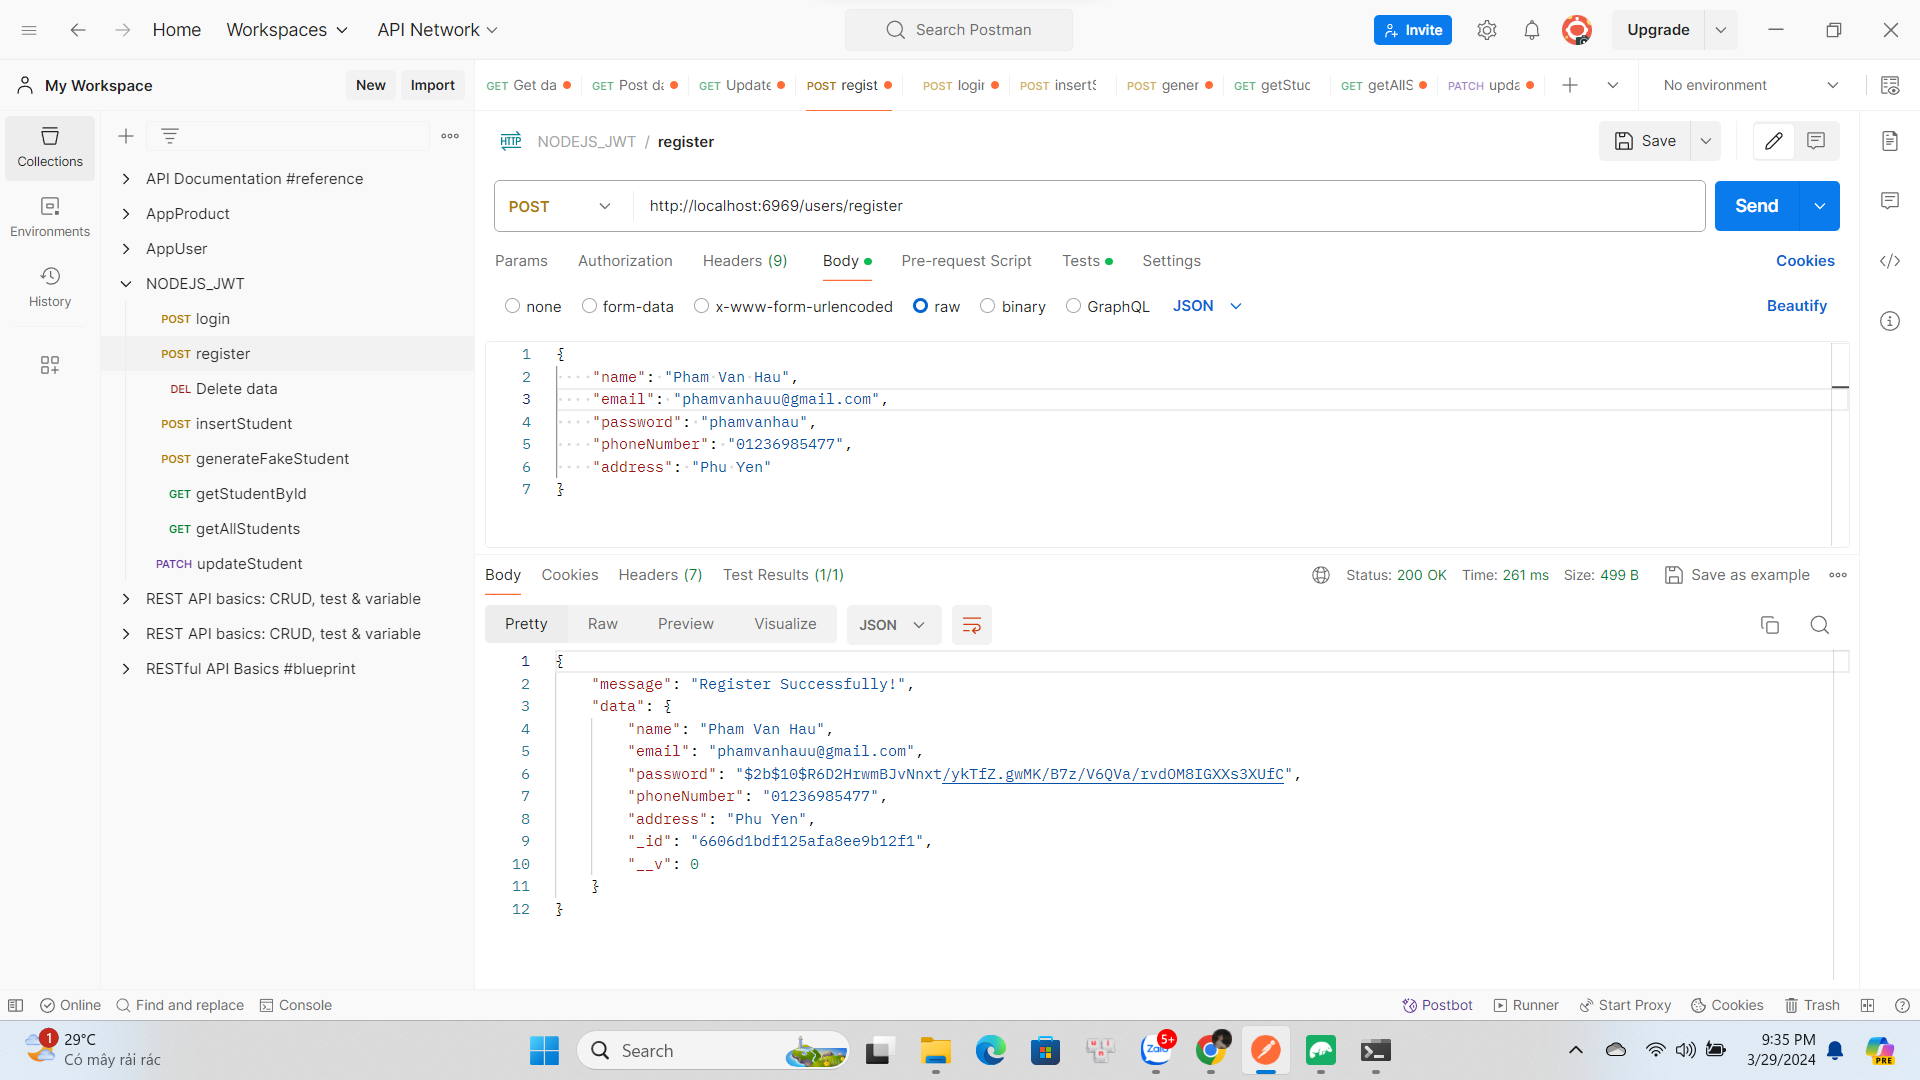 Home
Workspaces
API Network
Search Postman
Invite
Upgrade
My Workspace
New
Import
GET Get da
POST Post da
GET Update
POST regist
POST login
POST insertS
POST gener
GET getStuc
GET getAllS
PATCH upda
No environment
Collections
Environments
History
API Documentation #reference
AppProduct
AppUser
NODEJS_JWT
POST login
POST register
DEL Delete data
POST insertStudent
POST generateFakeStudent
GET getStudentById
GET getAllStudents
PATCH updateStudent
REST API basics: CRUD, test & variable
REST API basics: CRUD, test & variable
RESTful API Basics #blueprint
HTTP NODEJS_JWT / register
Save
POST
http://localhost:6969/users/register
Send
Params
Authorization
Headers (9)
Body
Pre-request Script
Tests
Settings
Cookies
none
form-data
x-www-form-urlencoded
raw
binary
GraphQL
JSON
Beautify
1 {
2 "name": "Pham Van Hau",
3 "email": "phamvanhauu@gmail.com",
4 "password": "phamvanhau",
5 "phoneNumber": "01236985477",
6 "address": "Phu Yen"
7 }
Body
Cookies
Headers (7)
Test Results (1/1)
Status: 200 OK
Time: 261 ms
Size: 499 B
Save as example
Pretty
Raw
Preview
Visualize
JSON
1 {
2 "message": "Register Successfully!",
3 "data": {
4 "name": "Pham Van Hau",
5 "email": "phamvanhauu@gmail.com",
6 "password": "$2b$10$R6D2HrwmBJvNnxt/ykTfZ.gwMK/B7z/V6QVa/rvdOM8IGXXs3XUfC",
7 "phoneNumber": "01236985477",
8 "address": "Phu Yen",
9 "_id": "6606d1bdf125afa8ee9b12f1",
10 "__v": 0
11 }
12 }
Online
Find and replace
Console
Postbot
Runner
Start Proxy
Cookies
Trash
1
29°C
Có mây rải rác
Search
Zalo
5+
9:35 PM
3/29/2024
PRE